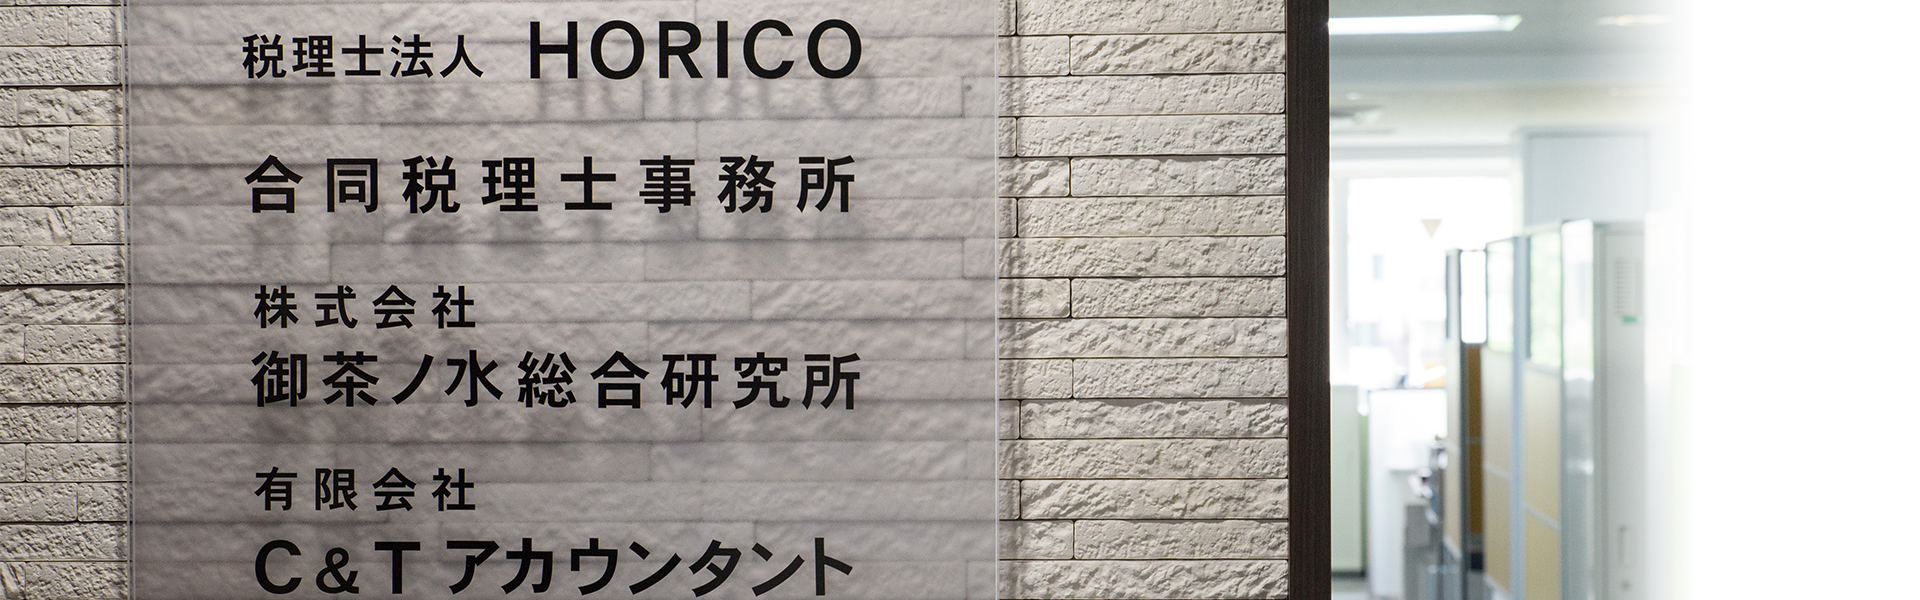 税理士法人 HORICO
合同税理士事務所
株式会社
御茶ノ水総合研究所
有限会社
C&Tアカウンタント